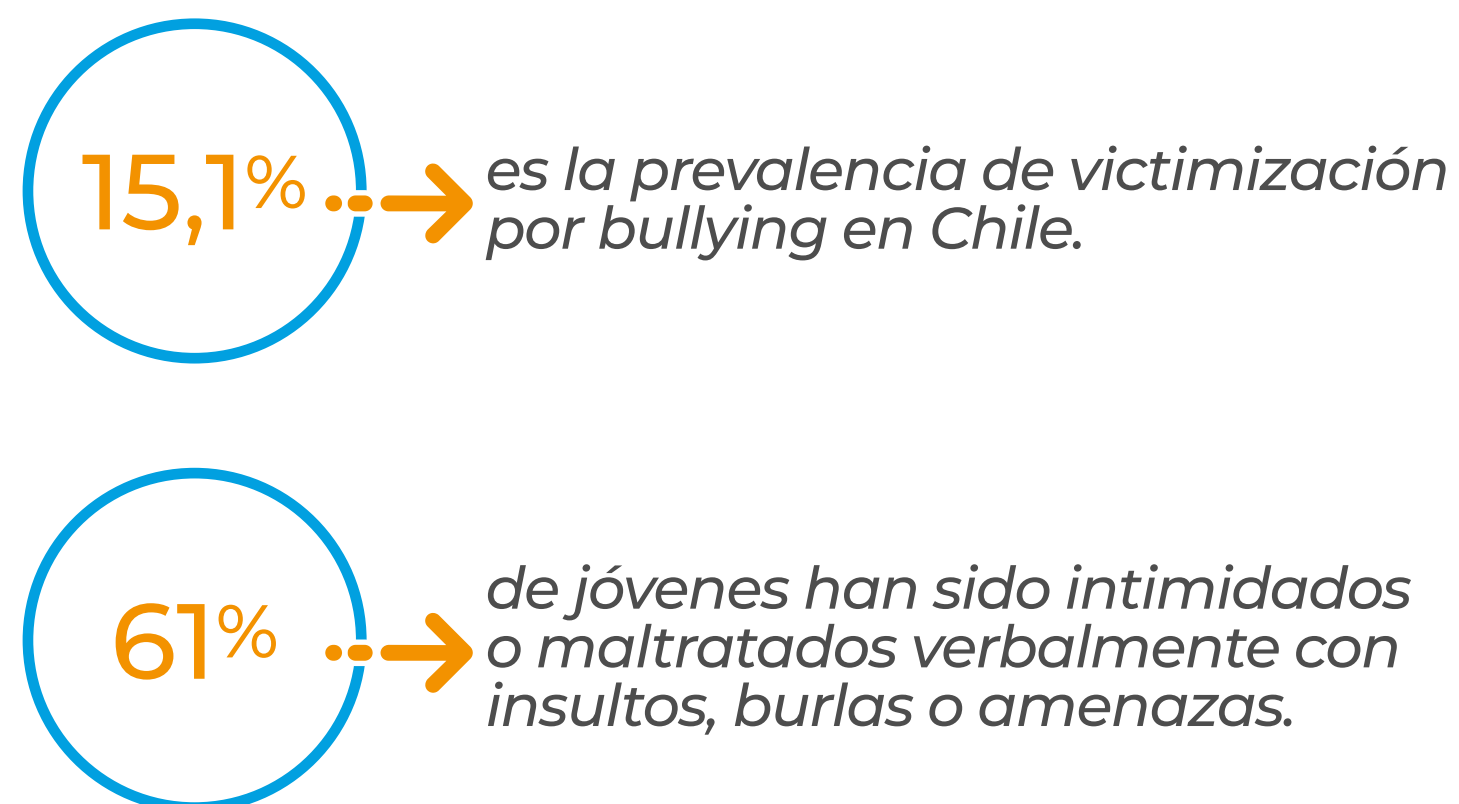 15,1%
es la prevalencia de victimización
por bullying en Chile.
61%
de jóvenes han sido intimidados
o maltratados verbalmente con
insultos, burlas o amenazas.